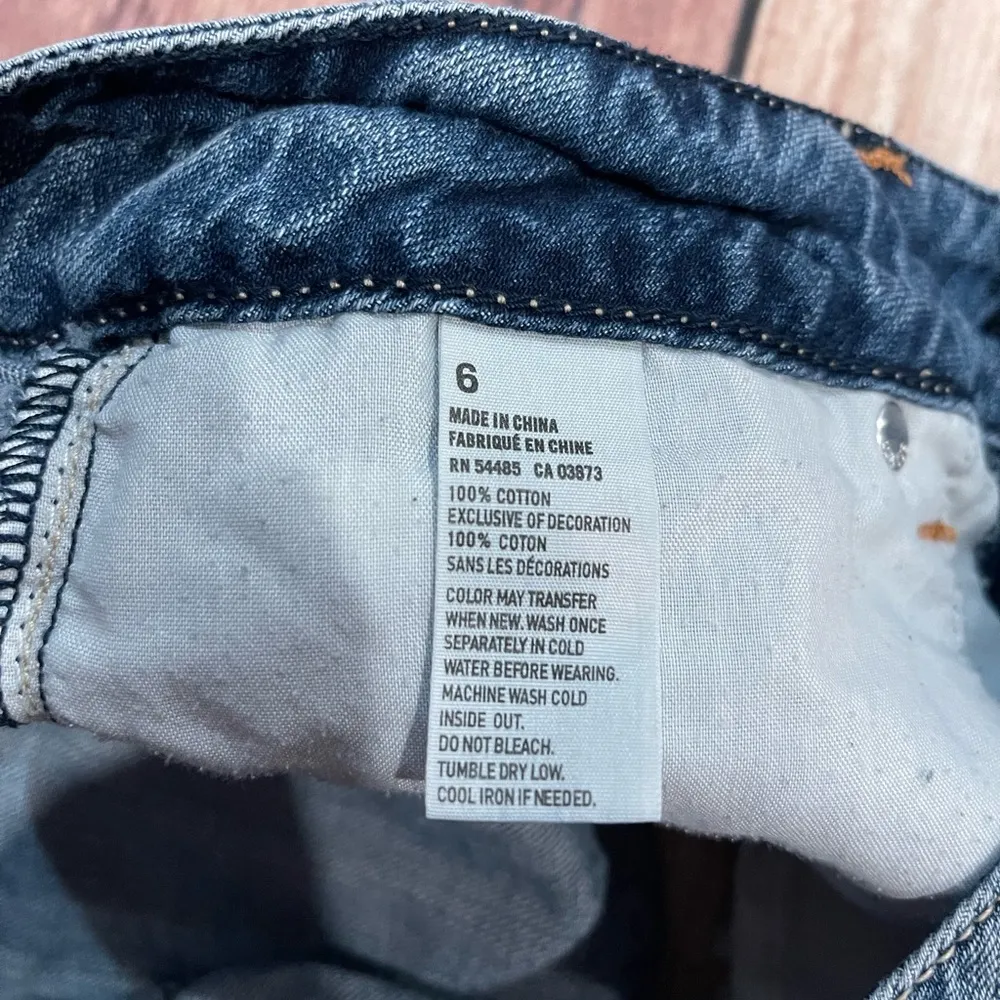 6
MADE IN CHINA
FABRIQUÉ EN CHINE
RN 54485 CA 03873
100% COTTON
EXCLUSIVE OF DECORATION
100% COTON
SANS LES DÉCORATIONS
COLOR MAY TRANSFER
WHEN NEW. WASH ONCE
SEPARATELY IN COLD
WATER BEFORE WEARING.
MACHINE WASH COLD
INSIDE OUT.
DO NOT BLEACH.
TUMBLE DRY LOW.
COOL IRON IF NEEDED.